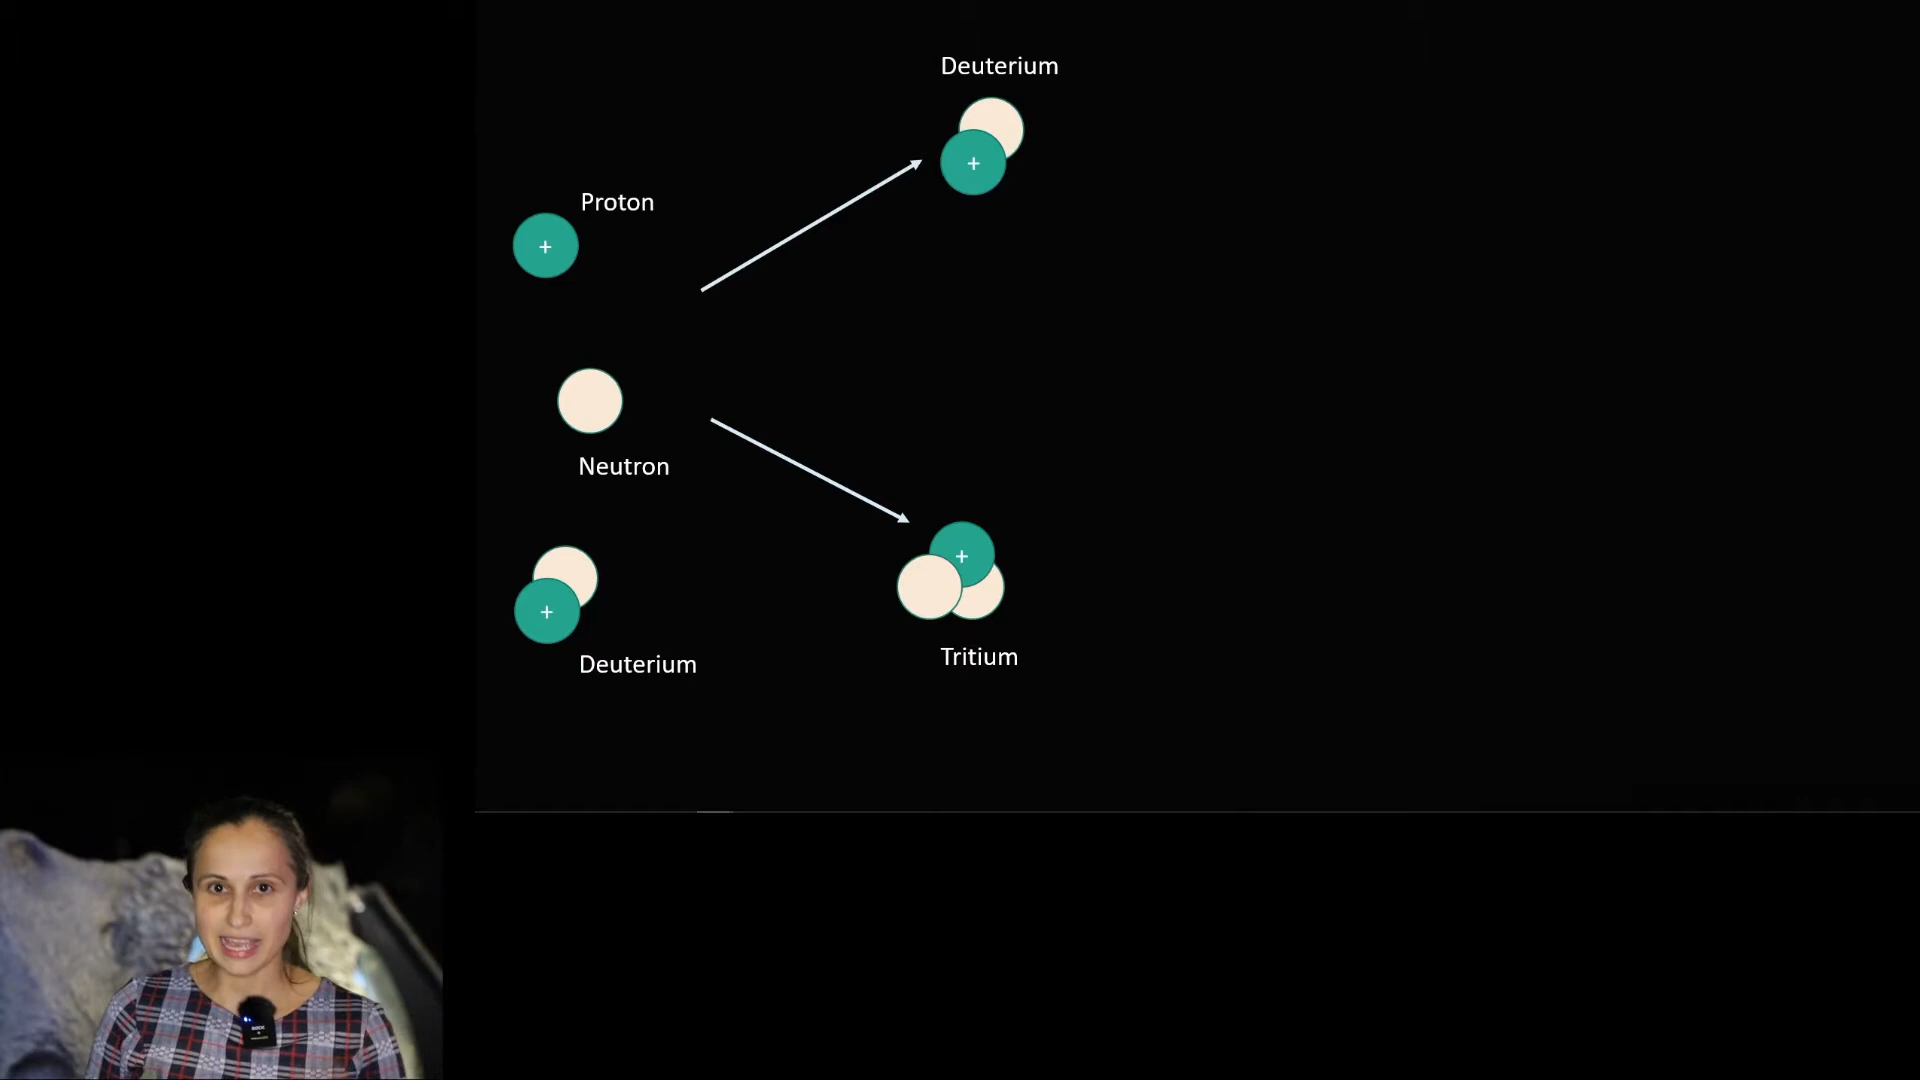 Deuterium
+
Proton
+
Neutron
+
+
Deuterium
Tritium